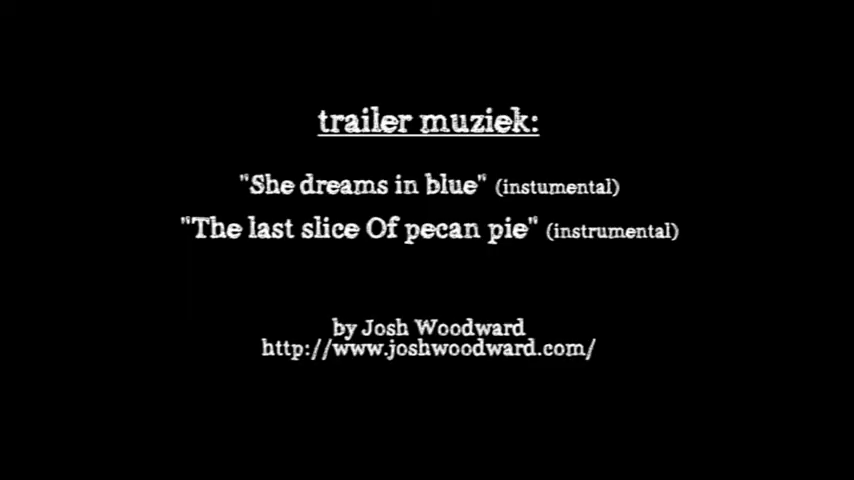 trailer muziek:
"She dreams in blue" (instumental)
"The last slice Of pecan pie" (instrumental)
by Josh Woodward
http://www.joshwoodward.com/